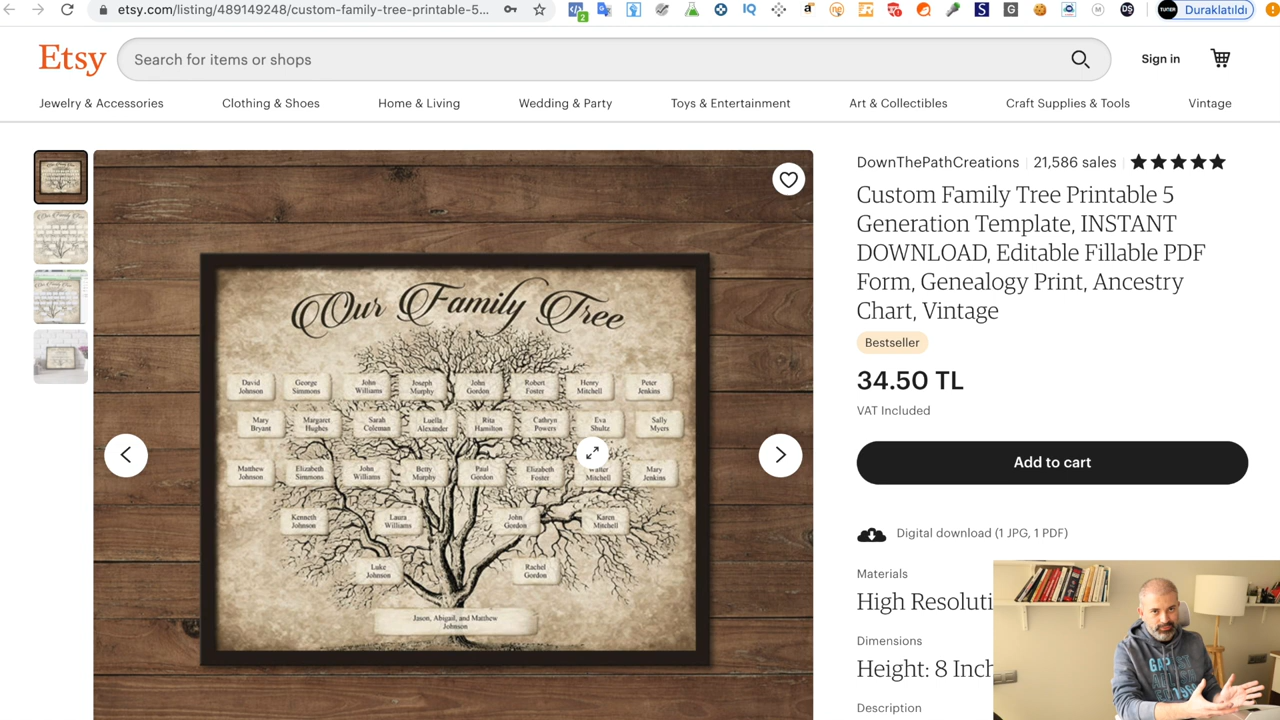 etsy.com/listing/489149248/custom-family-tree-printable-5...
2
IQ
S
G
M
DS
TUNER
Duraklatıldı
Etsy
Search for items or shops
Sign in
Jewelry & Accessories
Clothing & Shoes
Home & Living
Wedding & Party
Toys & Entertainment
Art & Collectibles
Craft Supplies & Tools
Vintage
DownThePathCreations
21,586 sales
Custom Family Tree Printable 5
Generation Template, INSTANT
DOWNLOAD, Editable Fillable PDF
Form, Genealogy Print, Ancestry
Chart, Vintage
Bestseller
34.50 TL
VAT Included
Add to cart
Digital download (1 JPG, 1 PDF)
Materials
High Resoluti
Dimensions
Height: 8 Inch
Description
Our Family Tree
David
Johnson
George
Simmons
John
Williams
Joseph
Murphy
John
Gordon
Robert
Foster
Henry
Mitchell
Peter
Jenkins
Mary
Bryant
Margaret
Hughes
Sarah
Coleman
Luella
Alexander
Rita
Hamilton
Cathryn
Powers
Eva
Shultz
Sally
Myers
Matthew
Johnson
Elizabeth
Simmons
John
Williams
Betty
Murphy
Paul
Gordon
Elizabeth
Foster
Walter
Mitchell
Mary
Jenkins
Kenneth
Johnson
Laura
Williams
John
Gordon
Karen
Mitchell
Luke
Johnson
Rachel
Gordon
Jason, Abigail, and Matthew
Johnson
GAP